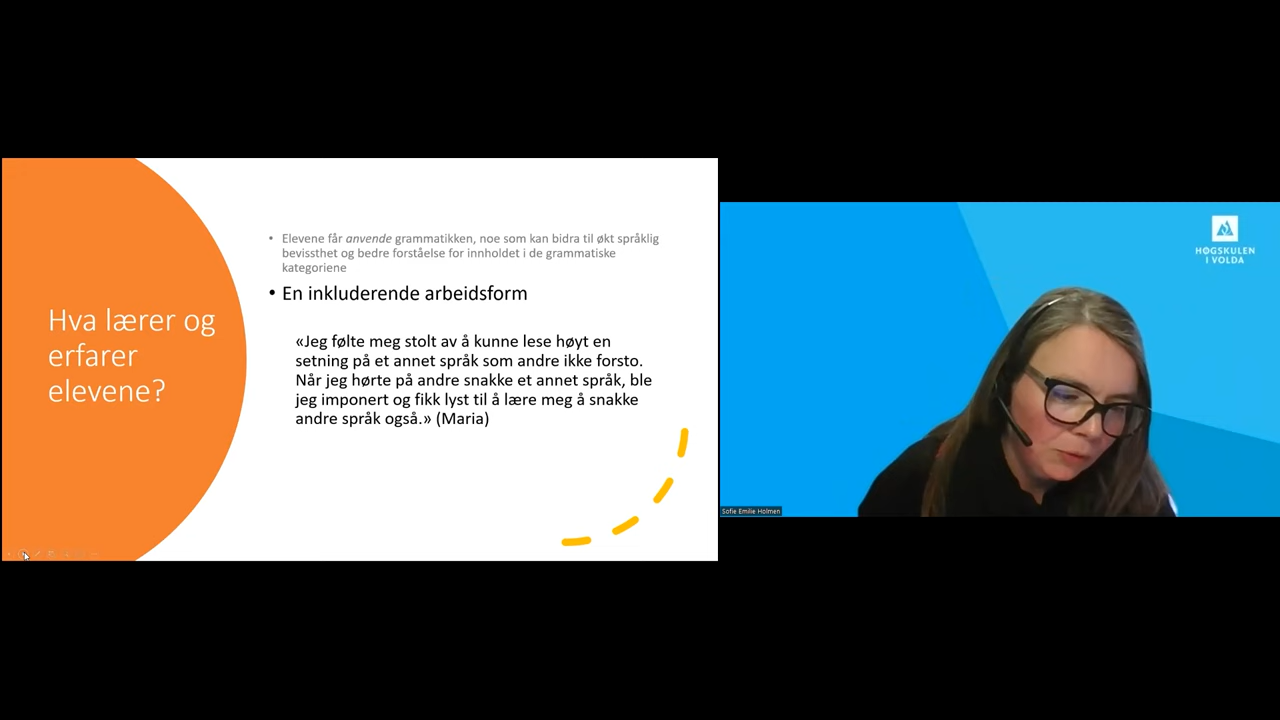 Hva lærer og
erfarer
elevene?
• Elevene får anvende grammatikken, noe som kan bidra til økt språklig
bevissthet og bedre forståelse for innholdet i de grammatiske
kategoriene
• En inkluderende arbeidsform
«Jeg følte meg stolt av å kunne lese høyt en
setning på et annet språk som andre ikke forsto.
Når jeg hørte på andre snakke et annet språk, ble
jeg imponert og fikk lyst til å lære meg å snakke
andre språk også.» (Maria)
HØGSKULEN
I VOLDA
Sofie Emilie Holmen